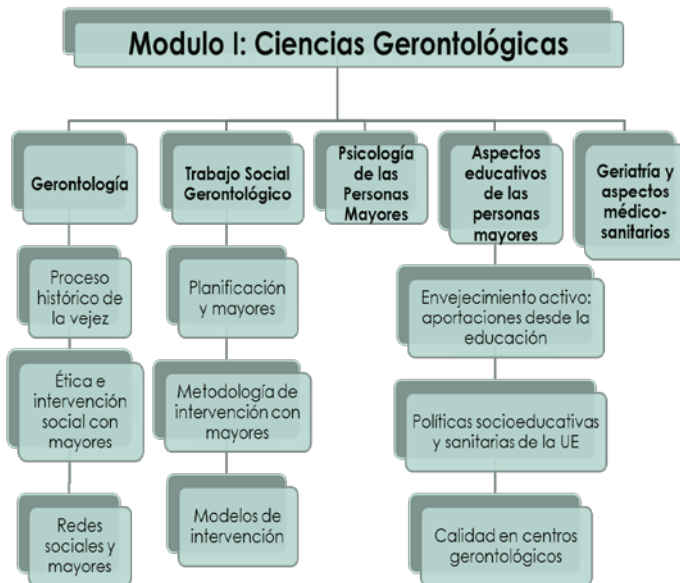 Modulo I: Ciencias Gerontológicas
Gerontología
Trabajo Social
Gerontológico
Psicología
de las
Personas
Mayores
Aspectos
educativos
de las
personas
mayores
Geriatría y
aspectos
médico-
sanitarios
Proceso
histórico de
la vejez
Planificación
y mayores
Envejecimiento activo:
aportaciones desde la
educación
Ética e
intervención
social con
mayores
Metodología de
intervención con
mayores
Políticas socioeducativas
y sanitarias de la UE
Redes
sociales y
mayores
Modelos de
intervención
Calidad en centros
gerontológicos